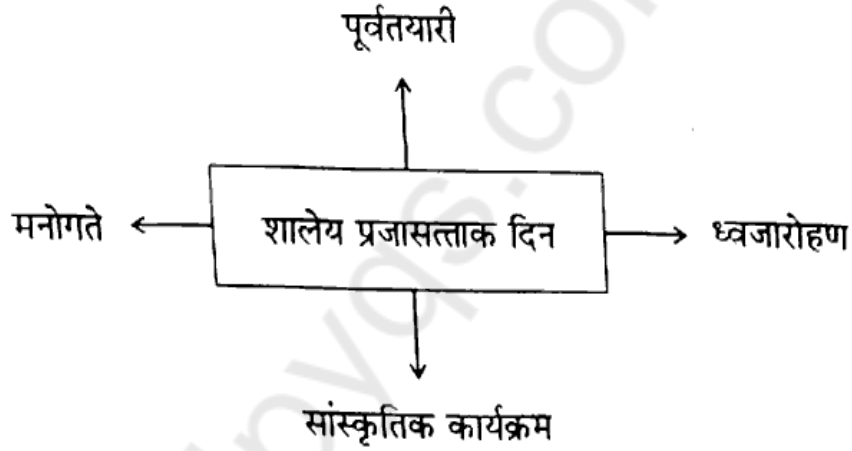 पूर्वतयारी
मनोगते शालेय प्रजासत्ताक दिन ध्वजारोहण
सांस्कृतिक कार्यक्रम